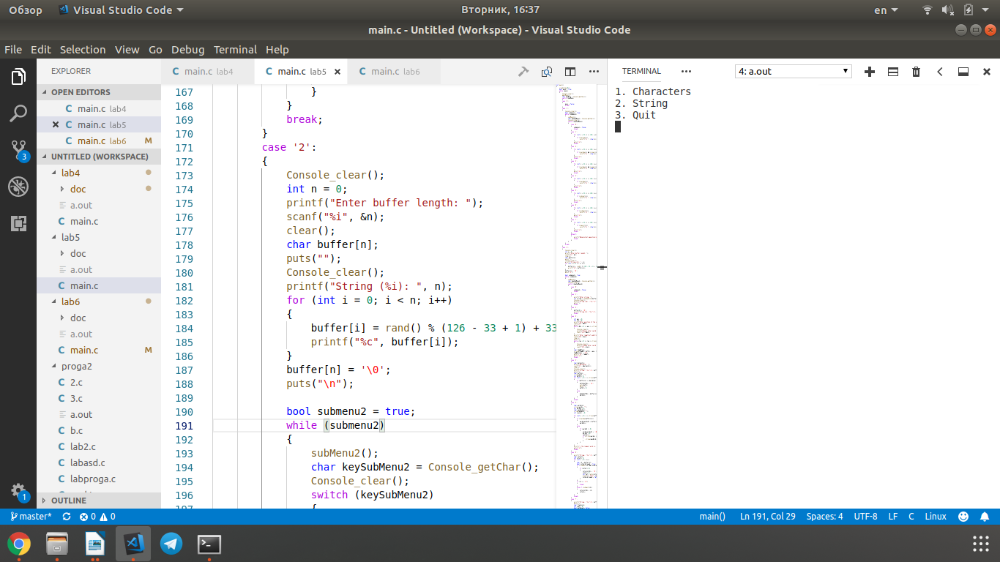 Обзор Visual Studio Code Вторник, 16:37 en
main.c - Untitled (Workspace) - Visual Studio Code
File Edit Selection View Go Debug Terminal Help
EXPLORER
OPEN EDITORS
main.c lab4
main.c lab5
main.c lab6 M
UNTITLED (WORKSPACE)
lab4
doc
a.out
main.c
lab5
doc
a.out
main.c
lab6
doc
a.out
main.c M
proga2
2.c
3.c
a.out
b.c
lab2.c
labasd.c
labproga.c
OUTLINE
3
1
main.c lab4 main.c lab5 main.c lab6
167 }
168 }
169 break;
170 }
171 case '2':
172 {
173 Console_clear();
174 int n = 0;
175 printf("Enter buffer length: ");
176 scanf("%i", &n);
177 clear();
178 char buffer[n];
179 puts("");
180 Console_clear();
181 printf("String (%i): ", n);
182 for (int i = 0; i < n; i++)
183 {
184 buffer[i] = rand() % (126 - 33 + 1) + 33
185 printf("%c", buffer[i]);
186 }
187 buffer[n] = '\0';
188 puts("\n");
189
190 bool submenu2 = true;
191 while (submenu2)
192 {
193 subMenu2();
194 char keySubMenu2 = Console_getChar();
195 Console_clear();
196 switch (keySubMenu2)
197 {
TERMINAL 4: a.out
1. Characters
2. String
3. Quit
master* 0 0 main() Ln 191, Col 29 Spaces: 4 UTF-8 LF C Linux